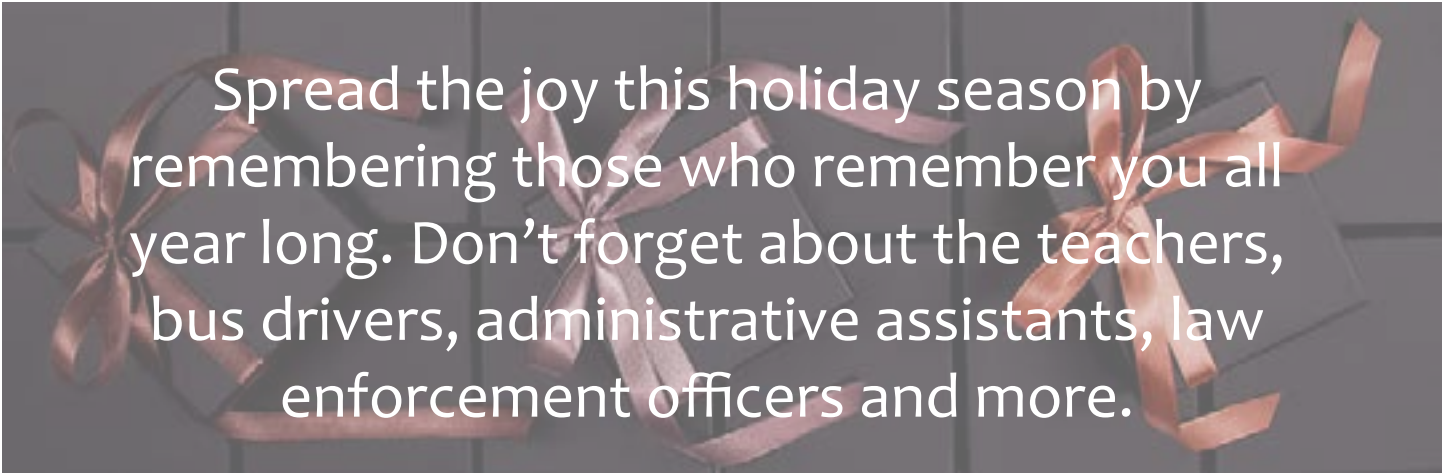 Spread the joy this holiday season by
remembering those who remember you all
year long. Don’t forget about the teachers,
bus drivers, administrative assistants, law
enforcement officers and more.